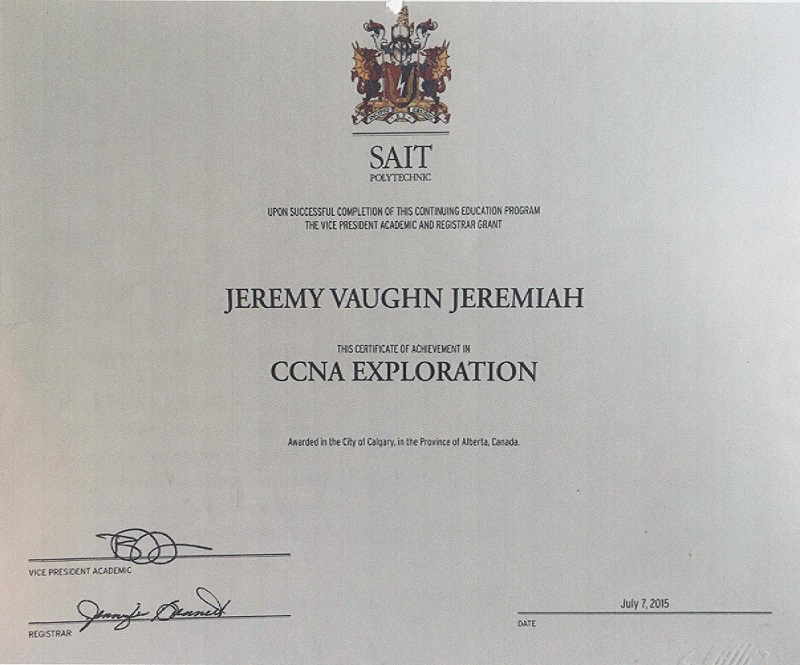 SAIT
POLYTECHNIC
UPON SUCCESSFUL COMPLETION OF THIS CONTINUING EDUCATION PROGRAM
THE VICE PRESIDENT ACADEMIC AND REGISTRAR GRANT
JEREMY VAUGHN JEREMIAH
THIS CERTIFICATE OF ACHIEVEMENT IN
CCNA EXPLORATION
Awarded in the City of Calgary, in the Province of Alberta, Canada.
VICE PRESIDENT ACADEMIC
Jennifer Bennett
REGISTRAR
July 7, 2015
DATE